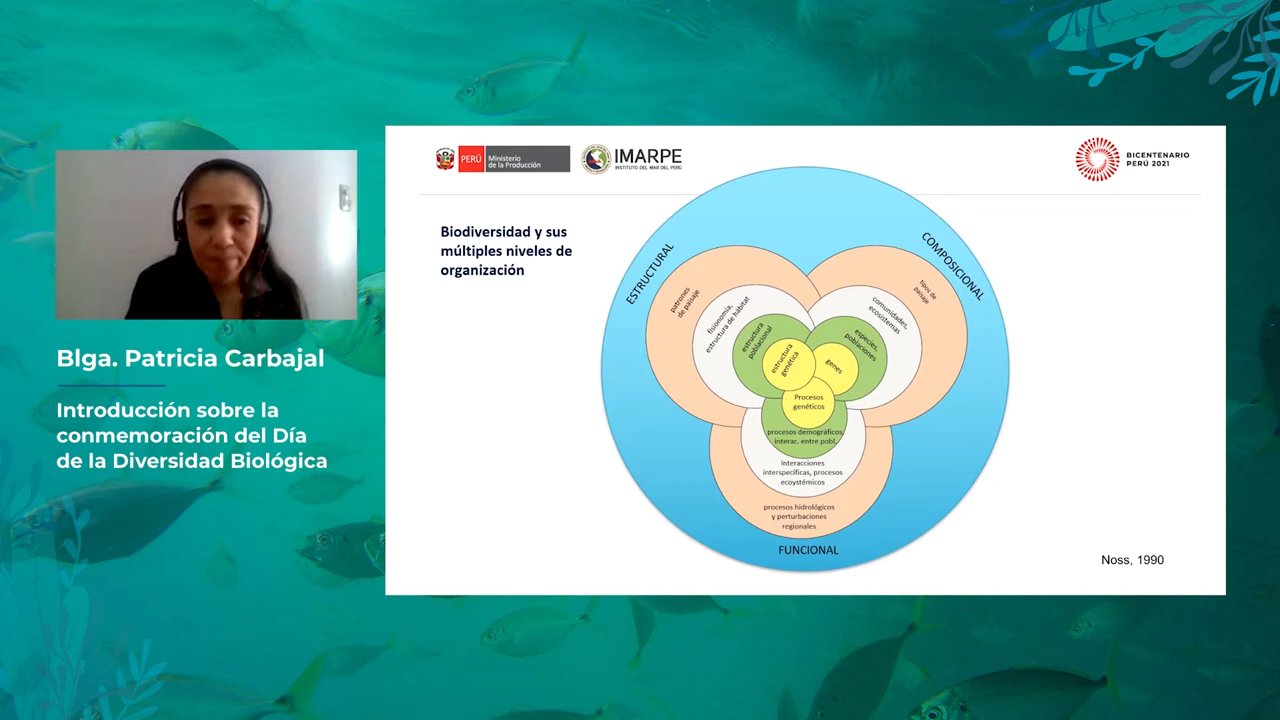 Blga. Patricia Carbajal
Introducción sobre la
conmemoración del Día
de la Diversidad Biológica
PERÚ
Ministerio
de la Producción
IMARPE
INSTITUTO DEL MAR DEL PERÚ
BICENTENARIO
PERÚ 2021
Biodiversidad y sus
múltiples niveles de
organización
ESTRUCTURAL
patrones
de paisaje
fisionomía,
estructura de hábitat
estructura
poblacional
estructura
genética
COMPOSICIONAL
tipos de
paisaje
comunidades,
ecosistemas
especies,
poblaciones
genes
Procesos
genéticos
procesos demográficos,
interac. entre pobl.
Interacciones
interspecificas, procesos
ecoystémicos
procesos hidrológicos
y perturbaciones
regionales
FUNCIONAL
Noss, 1990